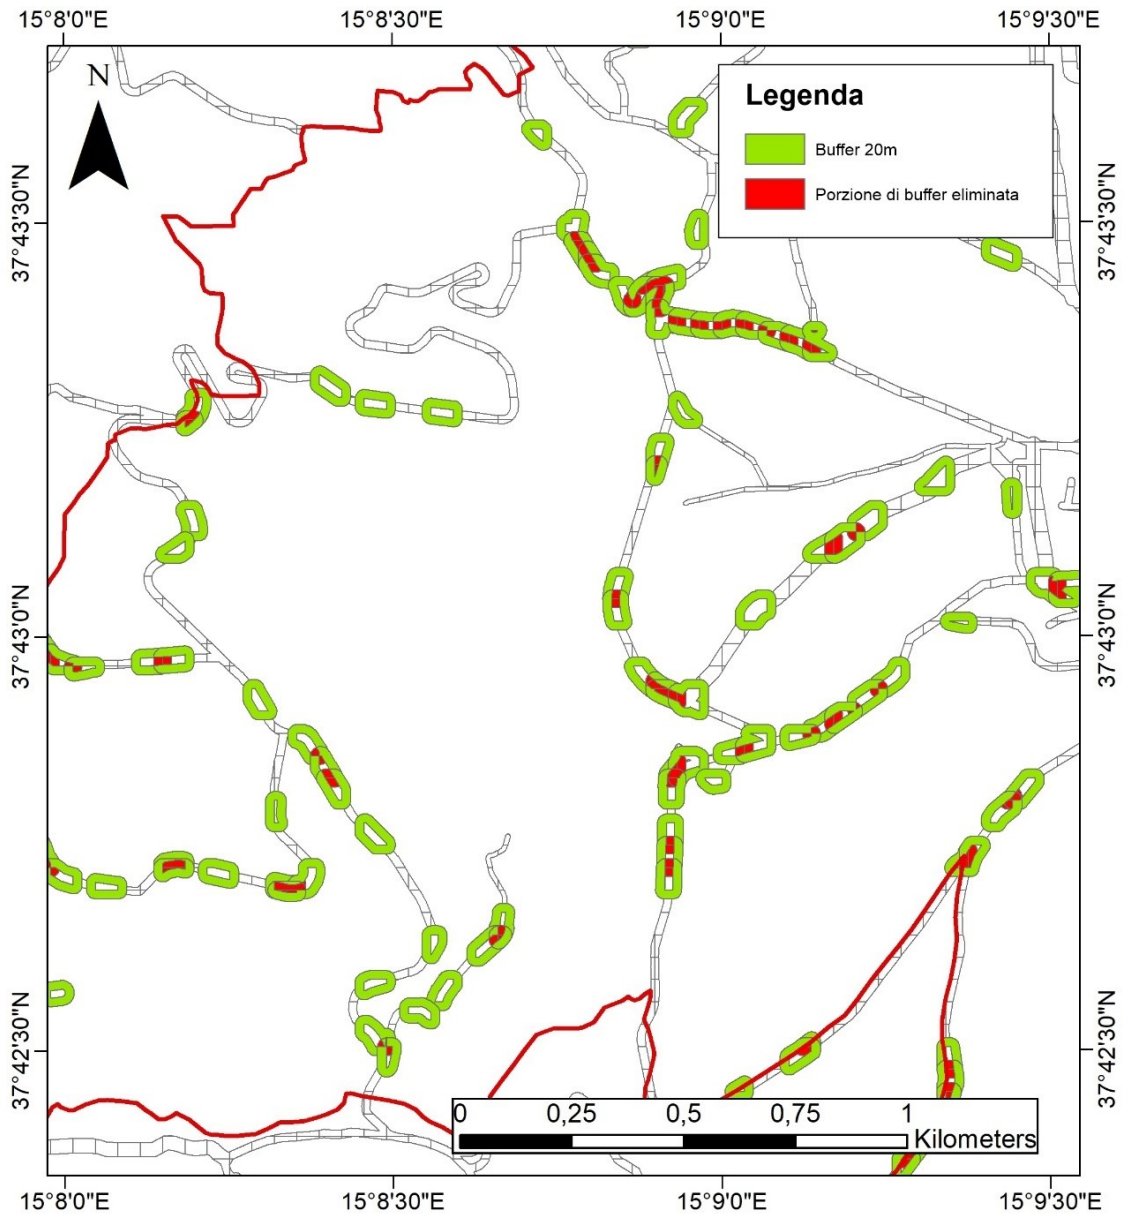 15°8'0"E 15°8'30"E 15°9'0"E 15°9'30"E
N
Legenda
Buffer 20m
Porzione di buffer eliminata
37°43'30"N 37°43'30"N
37°43'0"N 37°43'0"N
37°42'30"N 37°42'30"N
0 0,25 0,5 0,75 1
Kilometers
15°8'0"E 15°8'30"E 15°9'0"E 15°9'30"E